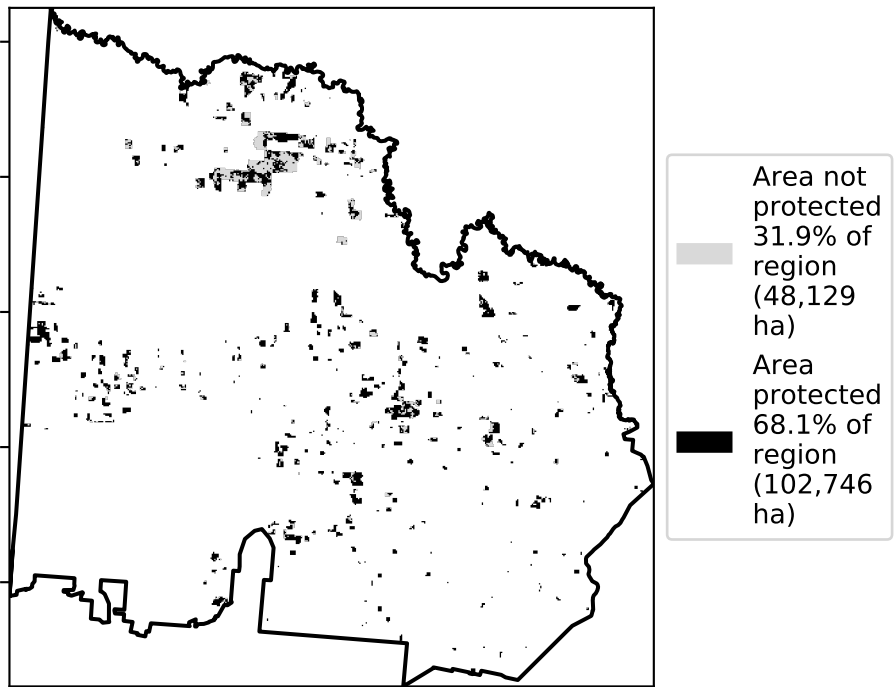 Area not
protected
31.9% of
region
(48,129
ha)
Area
protected
68.1% of
region
(102,746
ha)